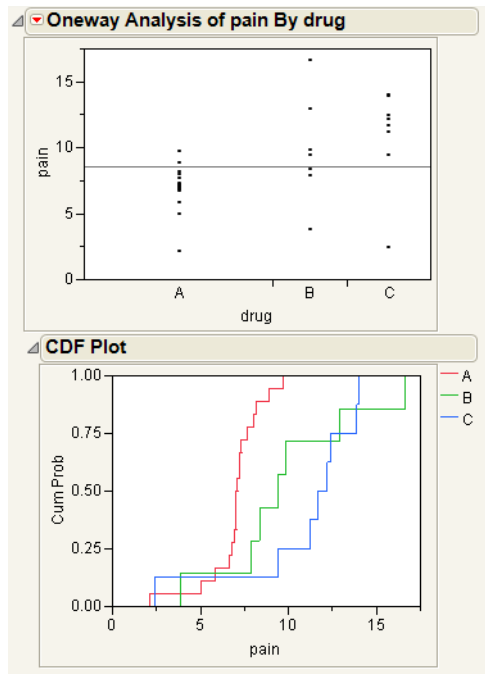 Oneway Analysis of pain By drug
15
10
5
0
pain
A B C
drug
CDF Plot
1.00
0.75
0.50
0.25
0.00
Cum Prob
0 5 10 15
pain
A
B
C